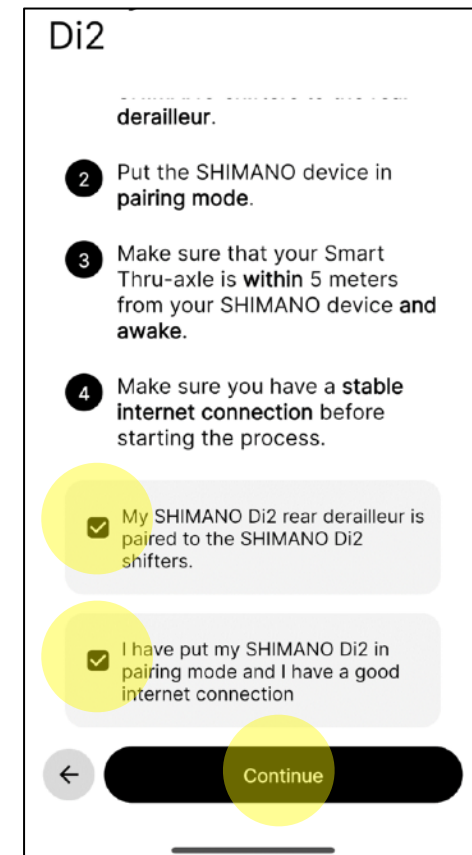 Di2
derailleur.
2 Put the SHIMANO device in
pairing mode.
3 Make sure that your Smart
Thru-axle is within 5 meters
from your SHIMANO device and
awake.
4 Make sure you have a stable
internet connection before
starting the process.
My SHIMANO Di2 rear derailleur is
paired to the SHIMANO Di2
shifters.
I have put my SHIMANO Di2 in
pairing mode and I have a good
internet connection
Continue